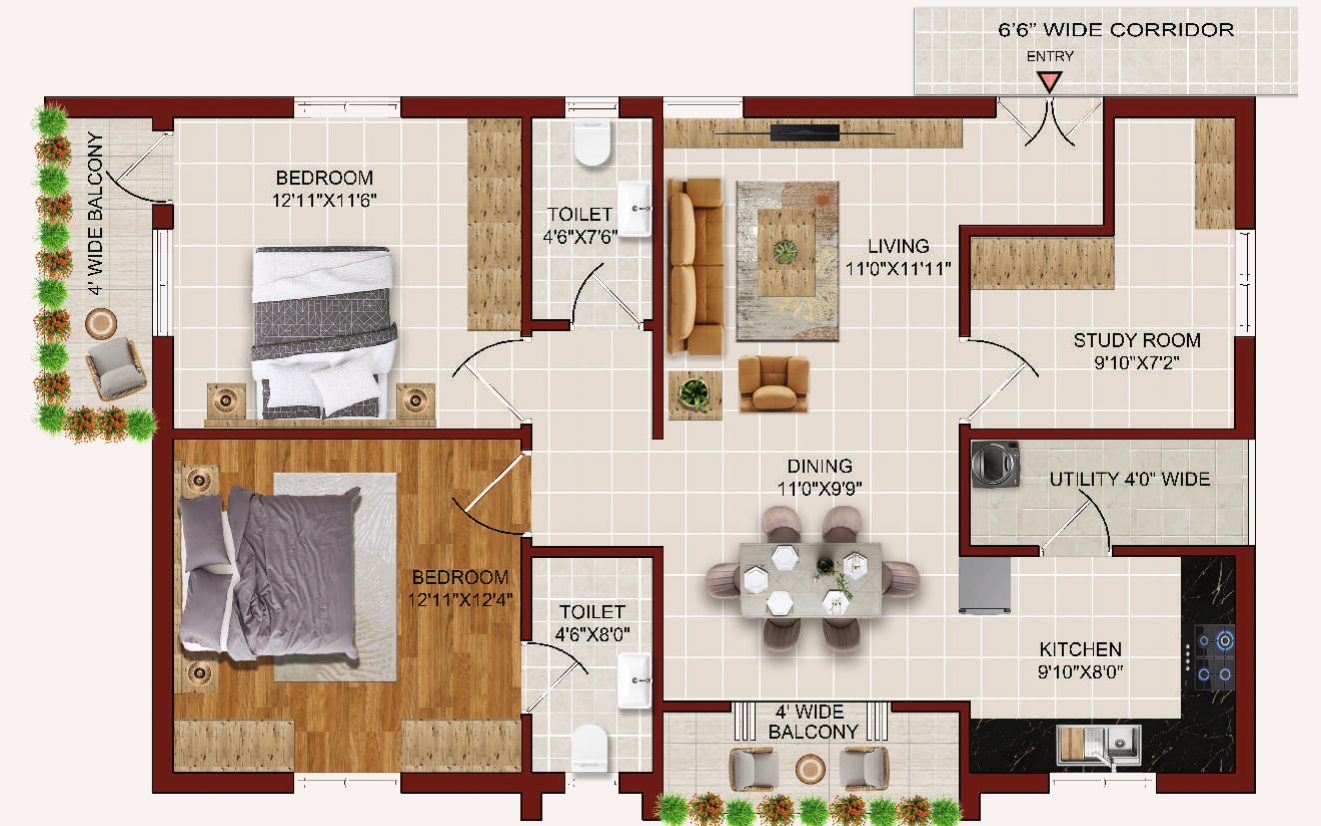 6'6" WIDE CORRIDOR
ENTRY
4' WIDE BALCONY
BEDROOM
12'11"X11'6"
TOILET
4'6"X7'6"
LIVING
11'0"X11'11"
STUDY ROOM
9'10"X7'2"
DINING
11'0"X9'9"
UTILITY 4'0" WIDE
BEDROOM
12'11"X12'4"
TOILET
4'6"X8'0"
KITCHEN
9'10"X8'0"
4' WIDE
BALCONY